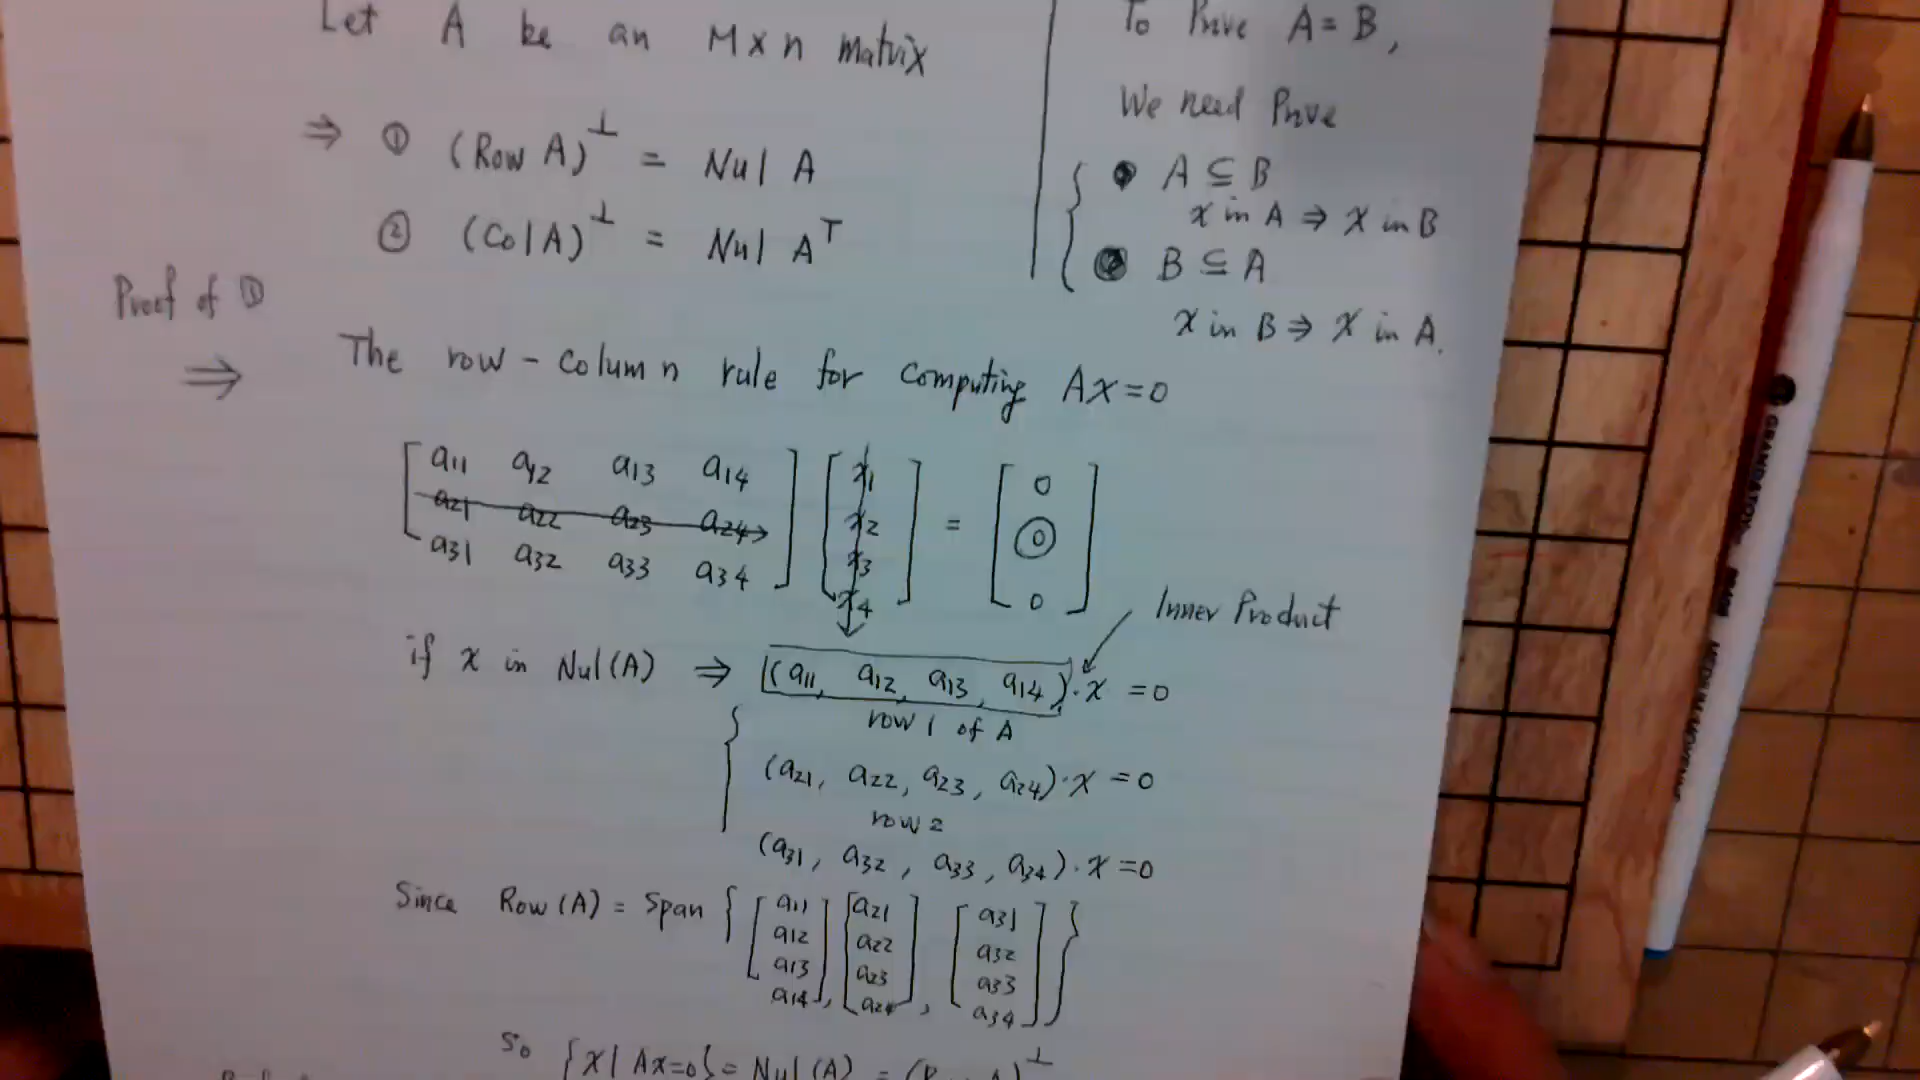 Let A be an M x n matrix
⇒ ① (Row A)⊥ = Nul A
② (Col A)⊥ = Nul Aᵀ
To Prove A = B,
We need Prove
A ⊆ B
x in A ⇒ x in B
B ⊆ A
x in B ⇒ x in A.
Proof of ①
⇒ The row-column rule for computing Ax=0
[a11 a12 a13 a14] [x1] = [0]
[a21 a22 a23 a24] [x2] [0]
[a31 a32 a33 a34] [x3] [0]
x4
Inner Product
if x in Nul(A) ⇒ (a11, a12, a13, a14)·x = 0
row 1 of A
(a21, a22, a23, a24)·x = 0
row 2
(a31, a32, a33, a34)·x = 0
Since Row(A) = span { [a11 [a21 [a31
a12 a22 a32
a13 a23 a33
a14], a24], a34] }
So {x | Ax=0} = Nul(A) =